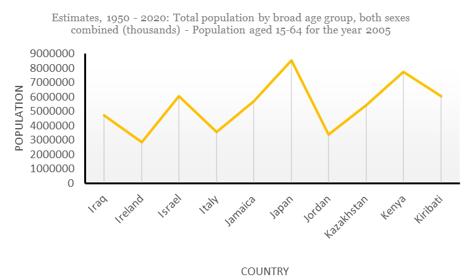 Estimates, 1950 - 2020: Total population by broad age group, both sexes
combined (thousands) - Population aged 15-64 for the year 2005
POPULATION
9000000
8000000
7000000
6000000
5000000
4000000
3000000
2000000
1000000
0
Iraq
Ireland
Israel
Italy
Jamaica
Japan
Jordan
Kazakhstan
Kenya
Kiribati
COUNTRY